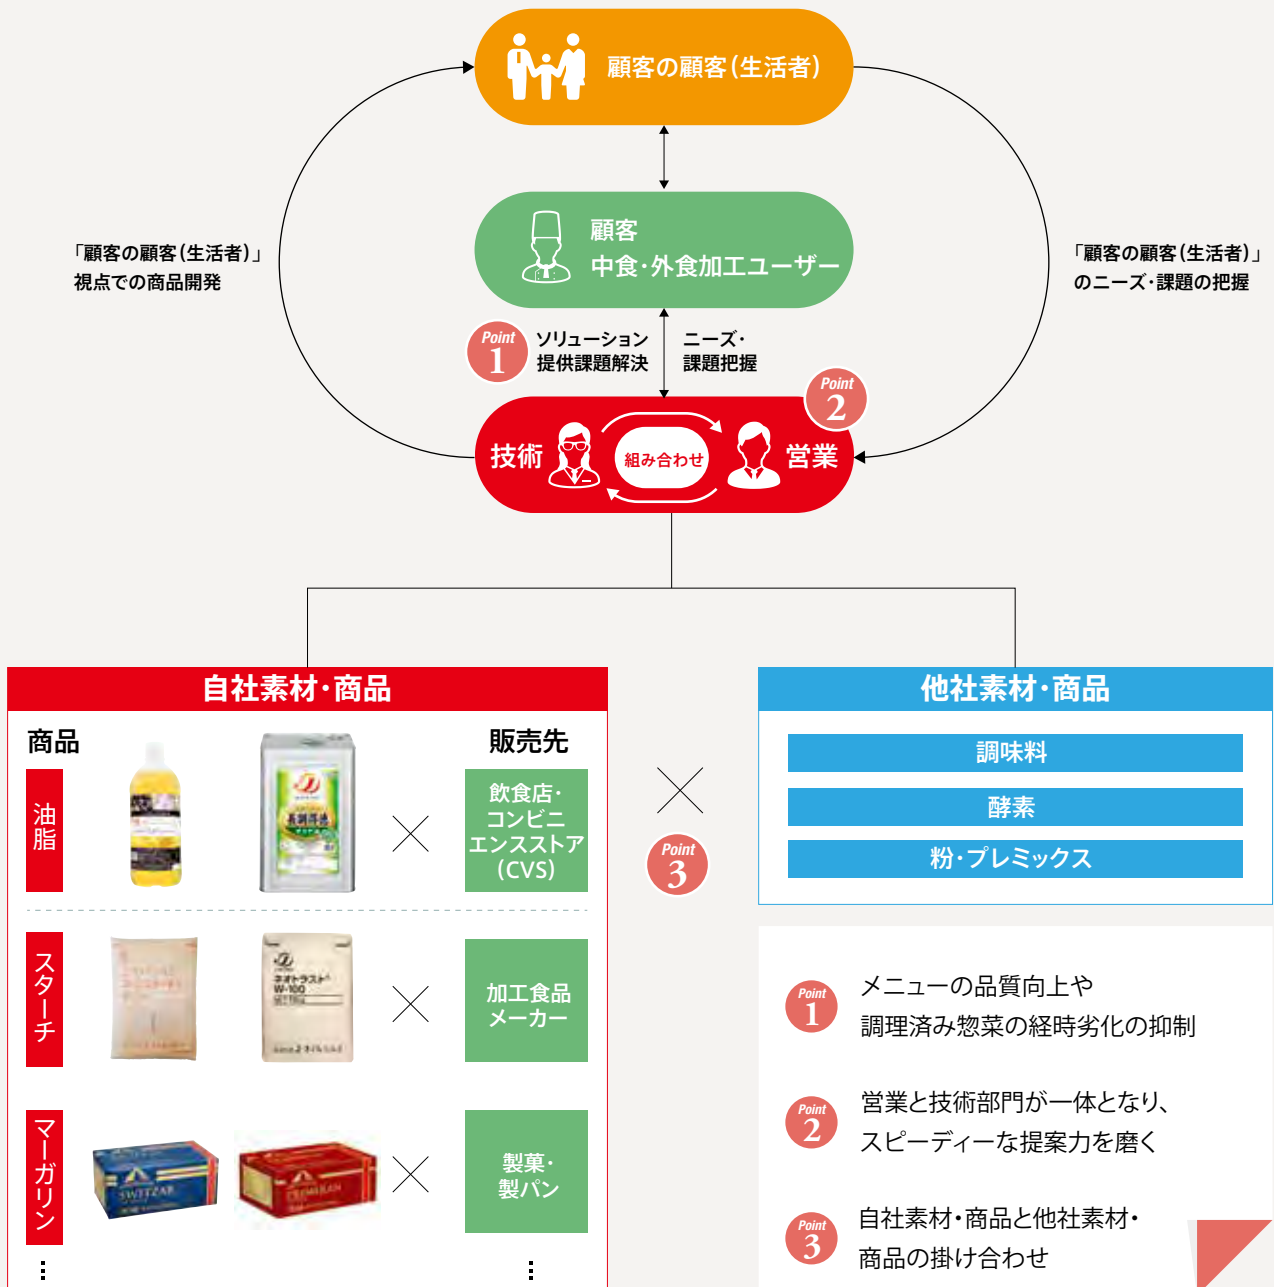 顧客の顧客(生活者)
顧客
中食・外食加工ユーザー
「顧客の顧客(生活者)」
視点での商品開発
「顧客の顧客(生活者)」
のニーズ・課題の把握
Point
1
ソリューション
提供課題解決
ニーズ・
課題把握
Point
2
技術
組み合わせ
営業
自社素材・商品
商品
販売先
油脂
長調得徳
飲食店・
コンビニ
エンスストア
(CVS)
スターチ
ネオトラスト
W-100
加工食品
メーカー
マーガリン
SWITZAR
製菓・
製パン
Point
3
他社素材・商品
調味料
酵素
粉・プレミックス
Point
1
メニューの品質向上や
調理済み惣菜の経時劣化の抑制
Point
2
営業と技術部門が一体となり、
スピーディーな提案力を磨く
Point
3
自社素材・商品と他社素材・
商品の掛け合わせ